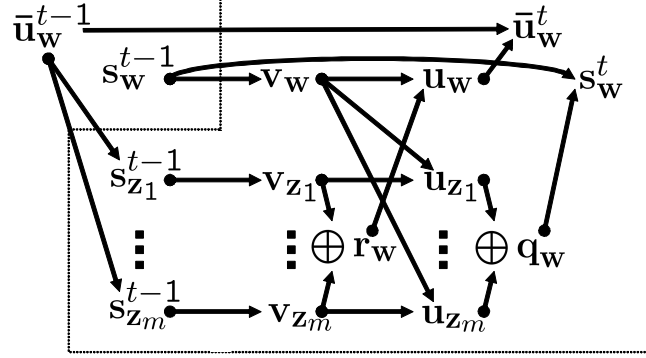 ū_w^{t−1} ū_w^t
s_w^{t−1} v_w u_w s_w^t
s_{z_1}^{t−1} v_{z_1} u_{z_1}
⋮ ⋮ ⊕ r_w ⋮ ⊕ q_w
s_{z_m}^{t−1} v_{z_m} u_{z_m}